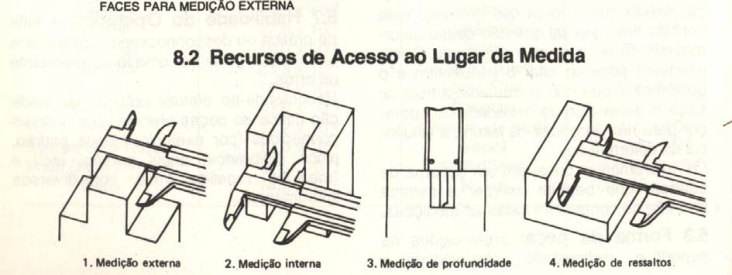 FACES PARA MEDIÇÃO EXTERNA
8.2 Recursos de Acesso ao Lugar da Medida
1. Medição externa
2. Medição interna
3. Medição de profundidade
4. Medição de ressaltos